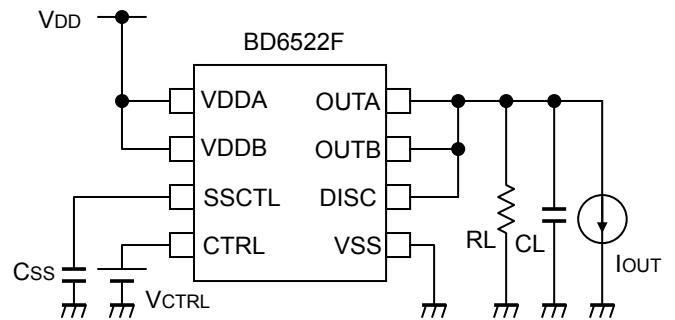 VDD
BD6522F
VDDA OUTA
VDDB OUTB
SSCTL DISC
CTRL VSS
CSS VCTRL RL CL IOUT